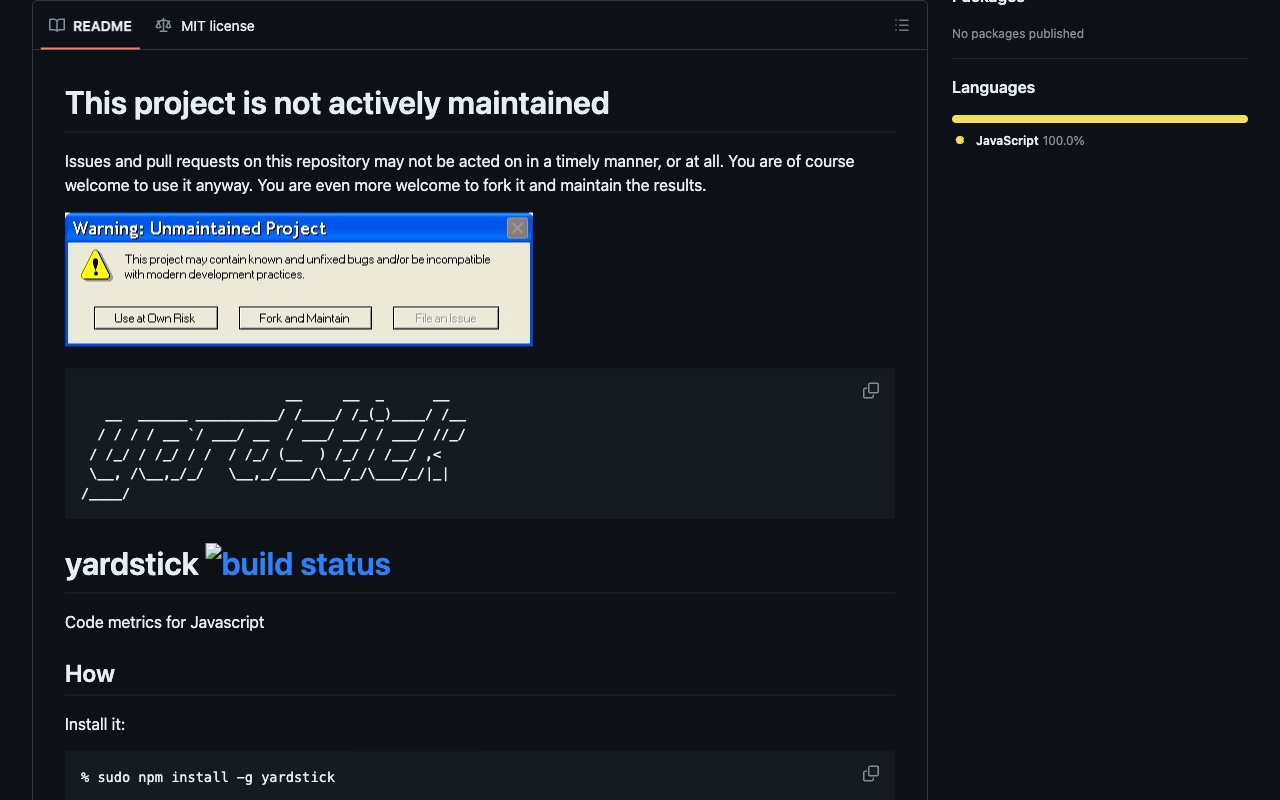 Packages
README
MIT license
No packages published
Languages
JavaScript 100.0%
This project is not actively maintained
Issues and pull requests on this repository may not be acted on in a timely manner, or at all. You are of course
welcome to use it anyway. You are even more welcome to fork it and maintain the results.
Warning: Unmaintained Project
This project may contain known and unfixed bugs and/or be incompatible
with modern development practices.
Use at Own Risk
Fork and Maintain
File an Issue
yardstick
yardstick build status
Code metrics for Javascript
How
Install it:
% sudo npm install -g yardstick